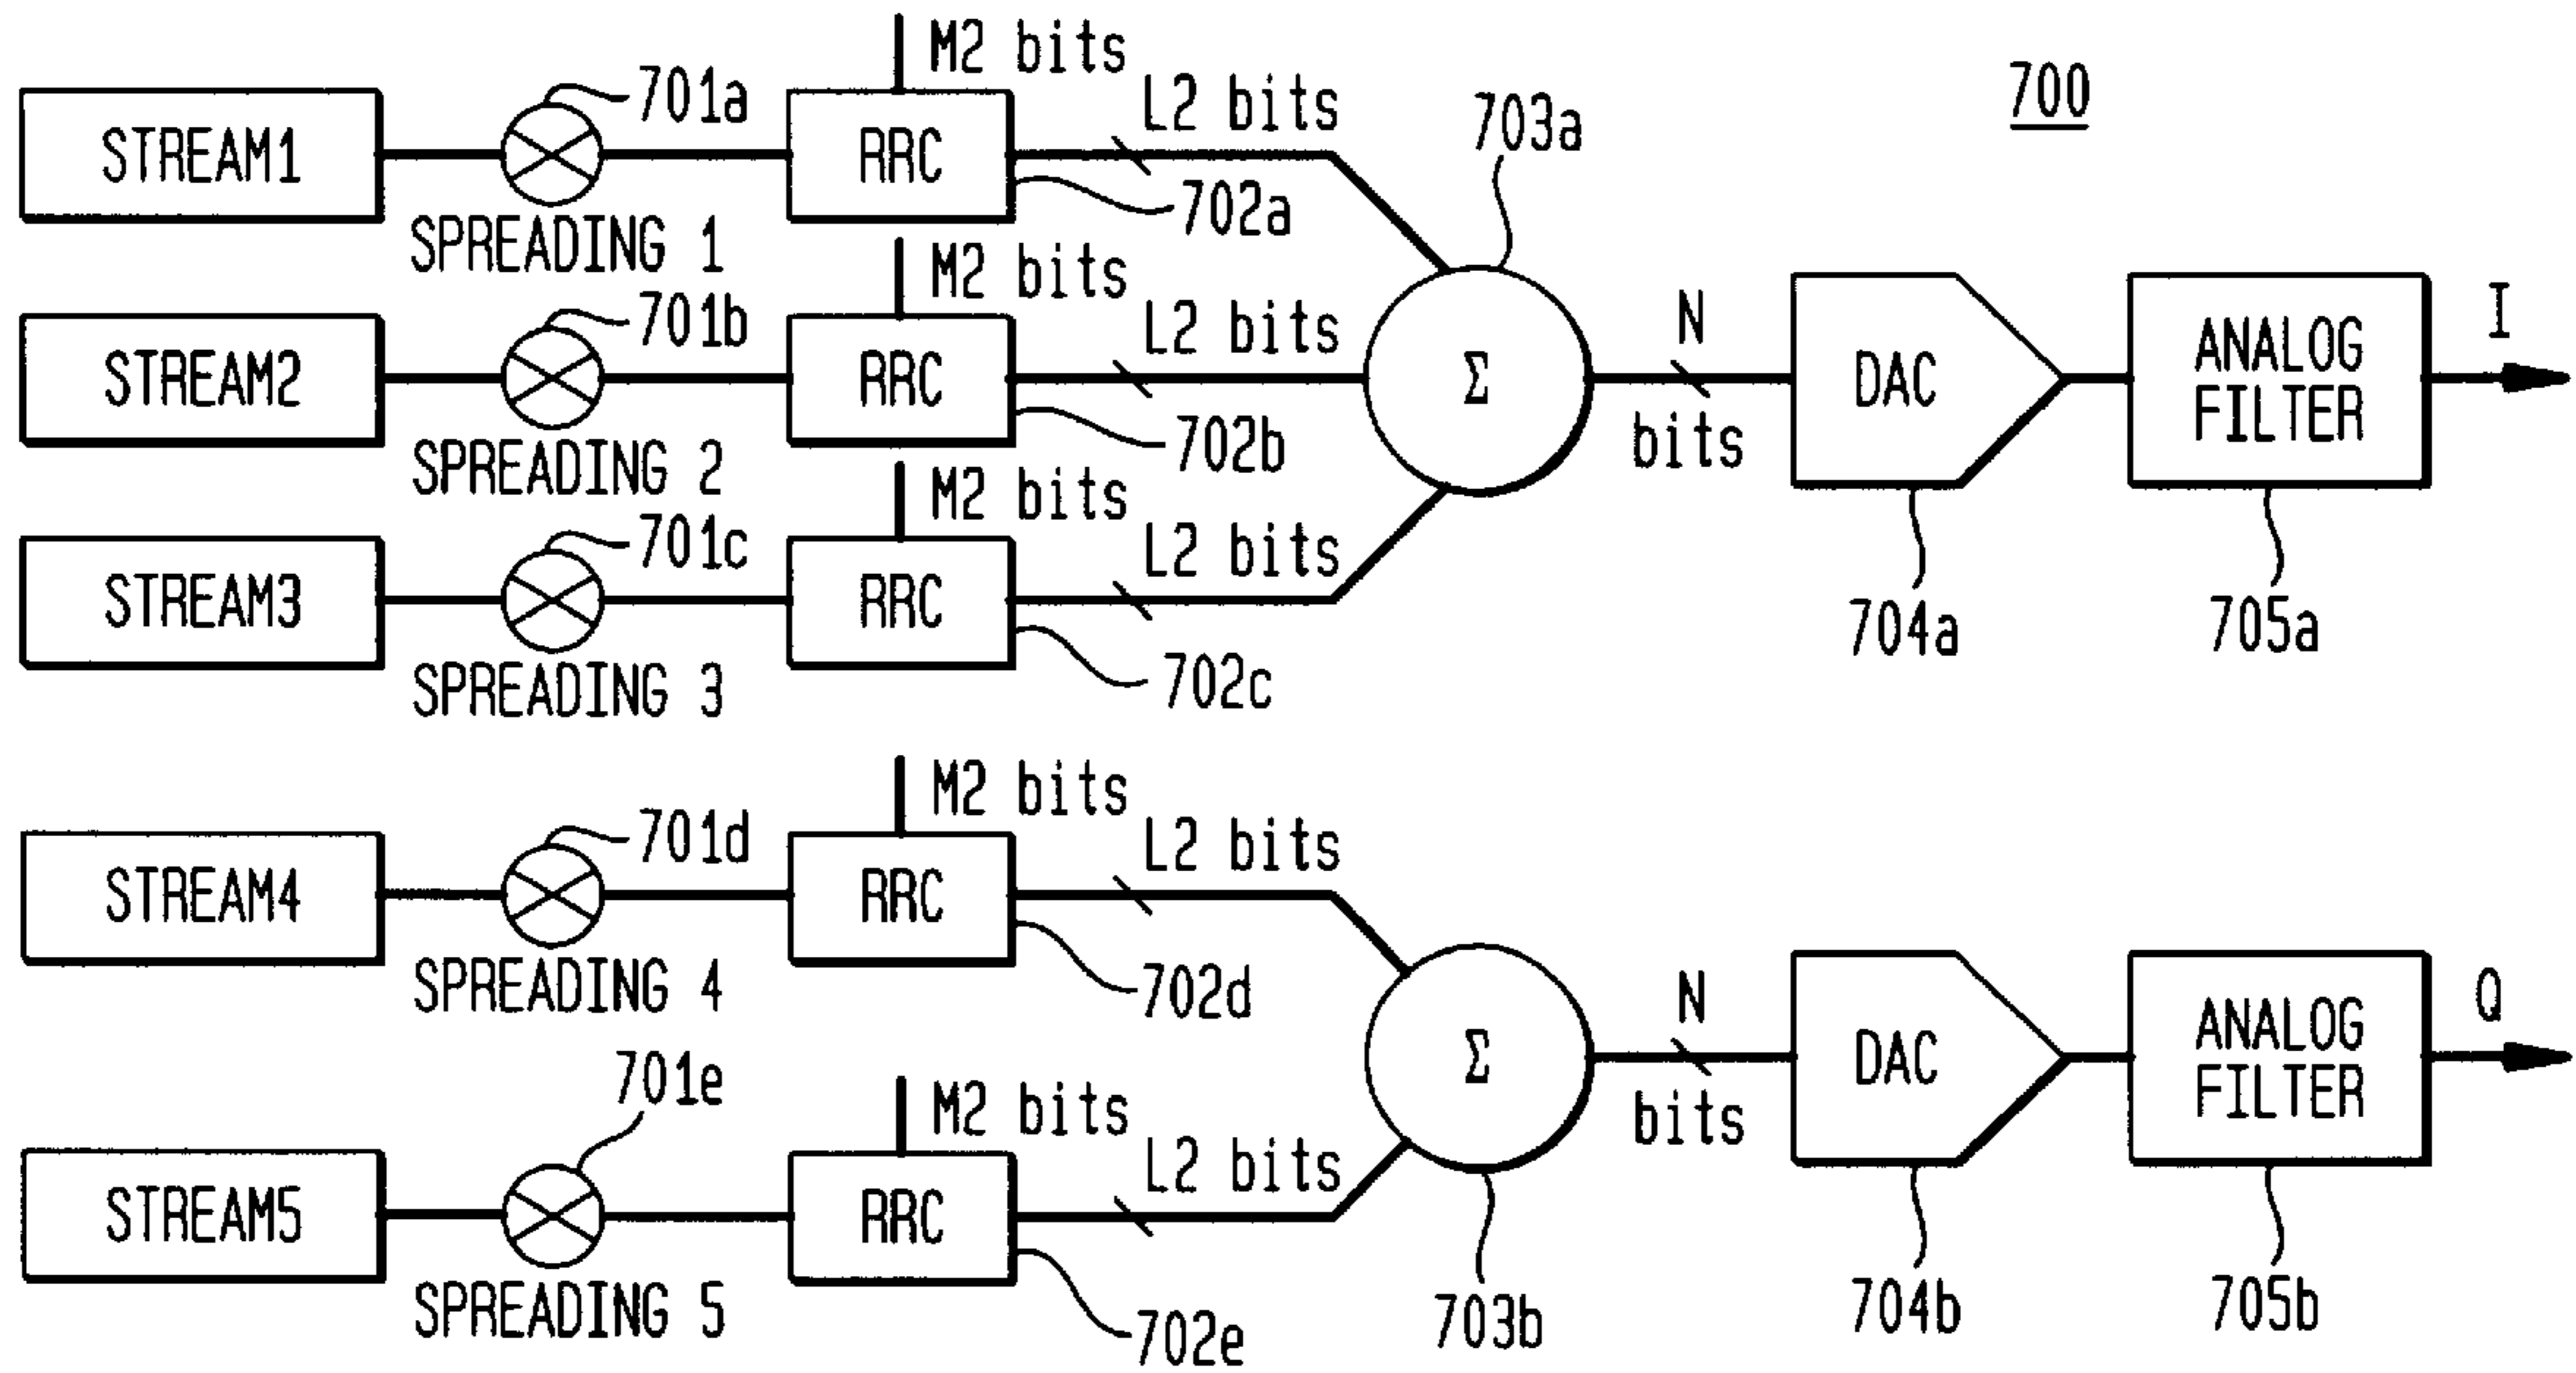 700
STREAM1
701a
SPREADING 1
M2 bits
RRC
702a
L2 bits
STREAM2
701b
SPREADING 2
M2 bits
RRC
702b
L2 bits
STREAM3
701c
SPREADING 3
M2 bits
RRC
702c
L2 bits
703a
Σ
N
bits
DAC
704a
ANALOG
FILTER
705a
I
STREAM4
701d
SPREADING 4
M2 bits
RRC
702d
L2 bits
STREAM5
701e
SPREADING 5
M2 bits
RRC
702e
L2 bits
703b
Σ
N
bits
DAC
704b
ANALOG
FILTER
705b
Q